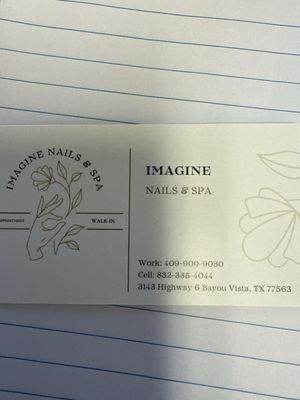 IMAGINE NAILS & SPA
APPOINTMENT
WALK-IN
IMAGINE
NAILS & SPA
Work: 409-900-9030
Cell: 832-335-4044
3143 Highway 6 Bayou Vista, TX 77563